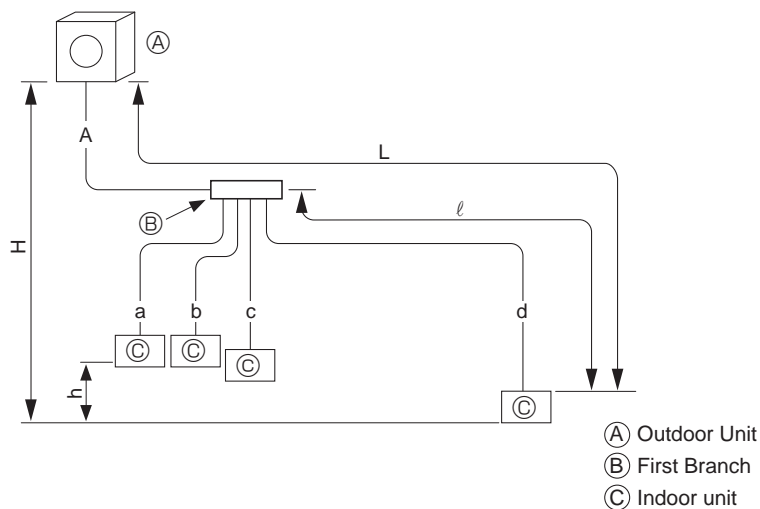 Ⓐ
A
L
Ⓑ
ℓ
H
a
b
c
d
Ⓒ
Ⓒ
Ⓒ
h
Ⓒ
Ⓐ Outdoor Unit
Ⓑ First Branch
Ⓒ Indoor unit